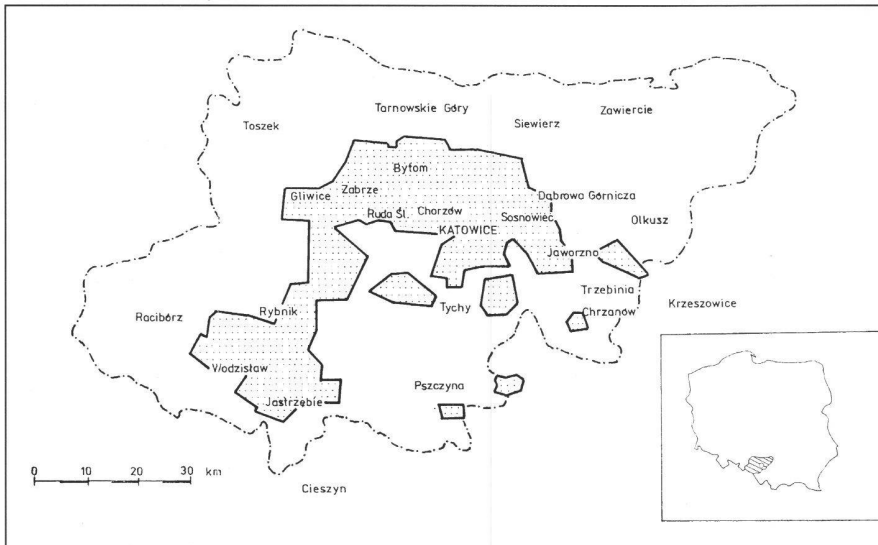 Tarnowskie Góry
Zawiercie
Siewierz
Toszek
Bytom
Zabrze
Gliwice
Dąbrowa Górnicza
Ruda Śl.
Chorzów
Sosnowiec
Olkusz
KATOWICE
Jaworzno
Trzebinia
Krzeszowice
Tychy
Chrzanów
Rybnik
Racibórz
Wodzisław
Pszczyna
Jastrzębie
0 10 20 30 km
Cieszyn